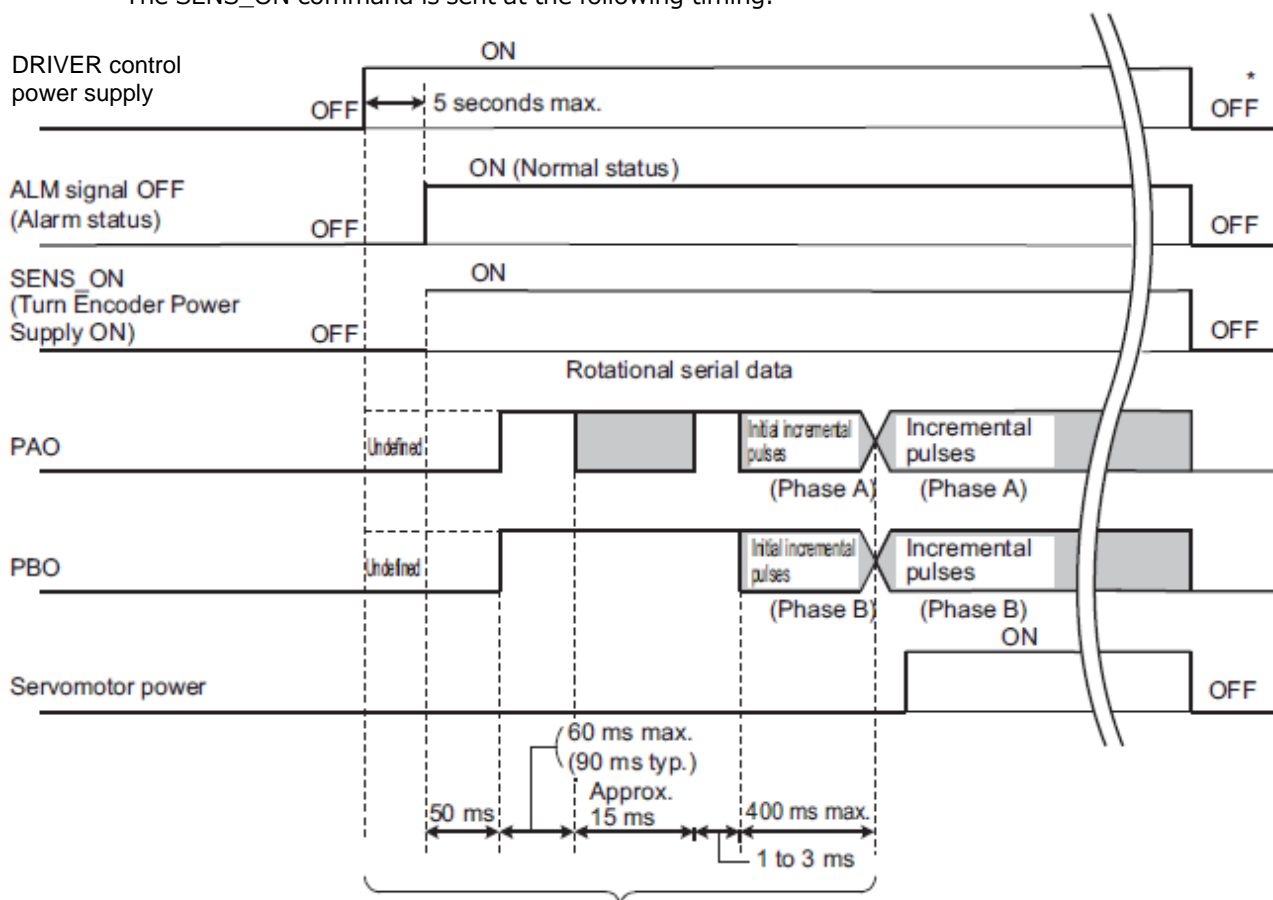 The SENS_ON command is sent at the following timing.
DRIVER control
power supply
OFF
ON
5 seconds max.
*
OFF
ALM signal OFF
(Alarm status)
OFF
ON (Normal status)
OFF
SENS_ON
(Turn Encoder Power
Supply ON)
OFF
ON
OFF
Rotational serial data
PAO
Undefined
Initial incremental
pulses
(Phase A)
Incremental
pulses
(Phase A)
PBO
Undefined
Initial incremental
pulses
(Phase B)
Incremental
pulses
(Phase B)
Servomotor power
ON
OFF
60 ms max.
(90 ms typ.)
50 ms
Approx.
15 ms
400 ms max.
1 to 3 ms